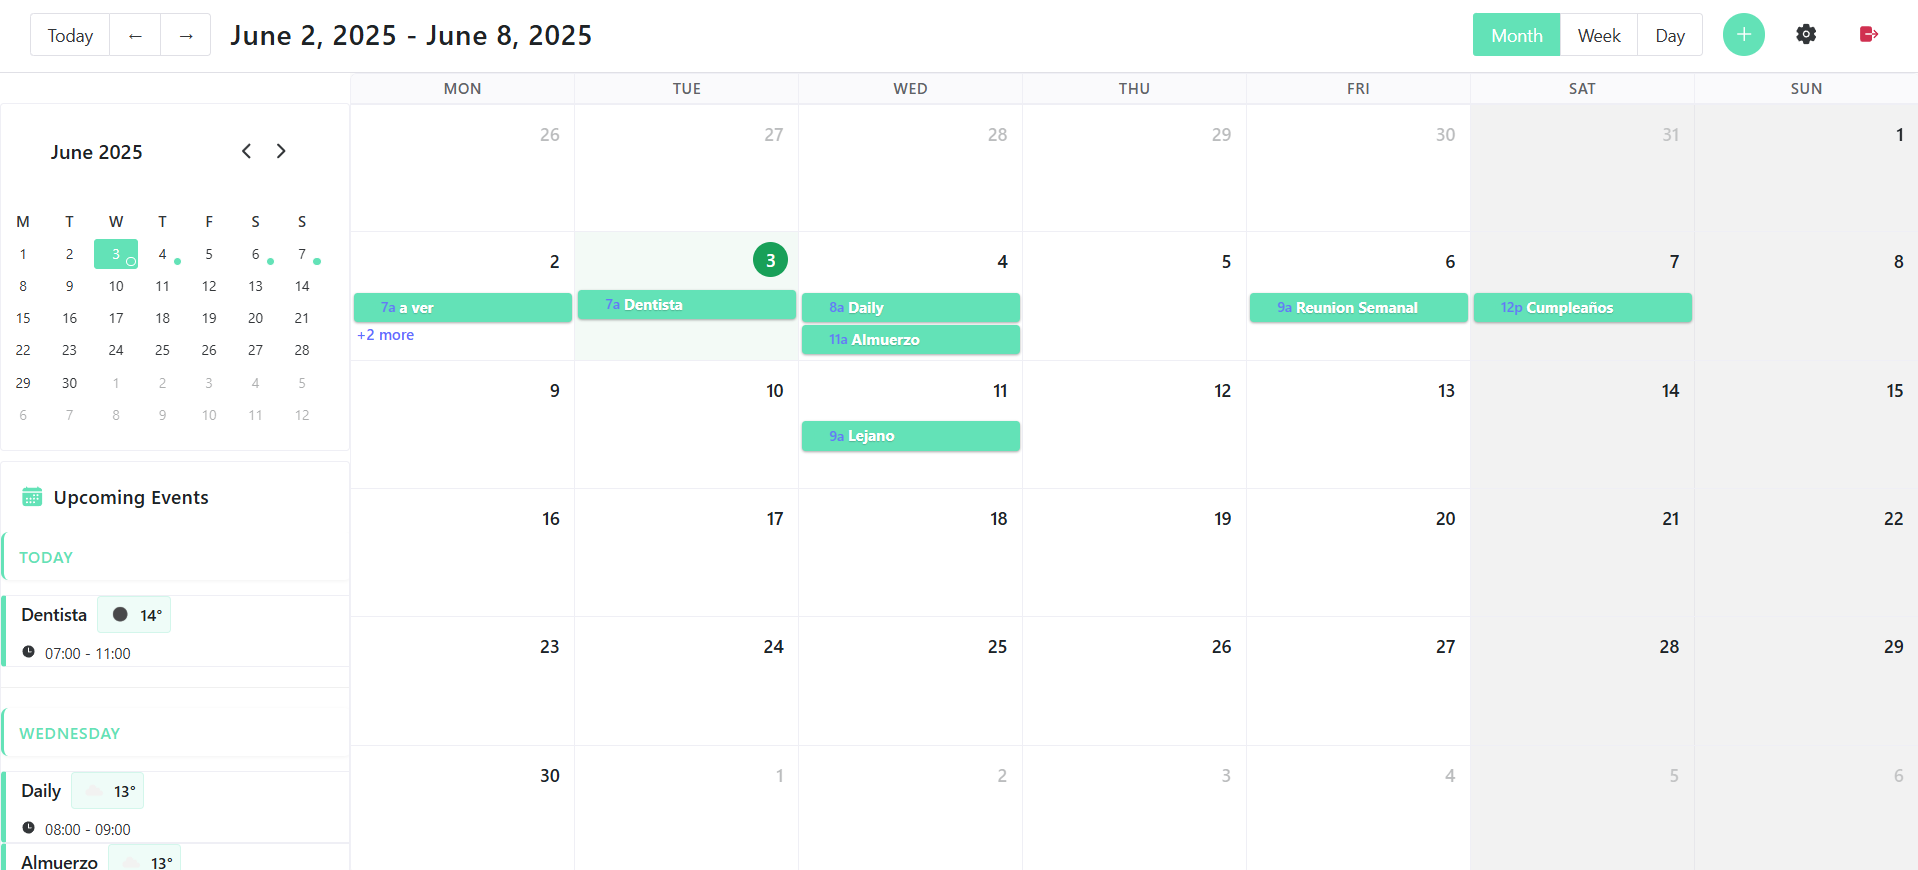 Today ← → June 2, 2025 - June 8, 2025 Month Week Day +
June 2025
M T W T F S S
1 2 3 4 5 6 7
8 9 10 11 12 13 14
15 16 17 18 19 20 21
22 23 24 25 26 27 28
29 30 1 2 3 4 5
6 7 8 9 10 11 12
Upcoming Events
TODAY
Dentista 14°
07:00 - 11:00
WEDNESDAY
Daily 13°
08:00 - 09:00
Almuerzo 13°
MON TUE WED THU FRI SAT SUN
26 27 28 29 30 31 1
2 3 4 5 6 7 8
7a a ver 7a Dentista 8a Daily 9a Reunion Semanal 12p Cumpleaños
+2 more 11a Almuerzo
9 10 11 12 13 14 15
9a Lejano
16 17 18 19 20 21 22
23 24 25 26 27 28 29
30 1 2 3 4 5 6